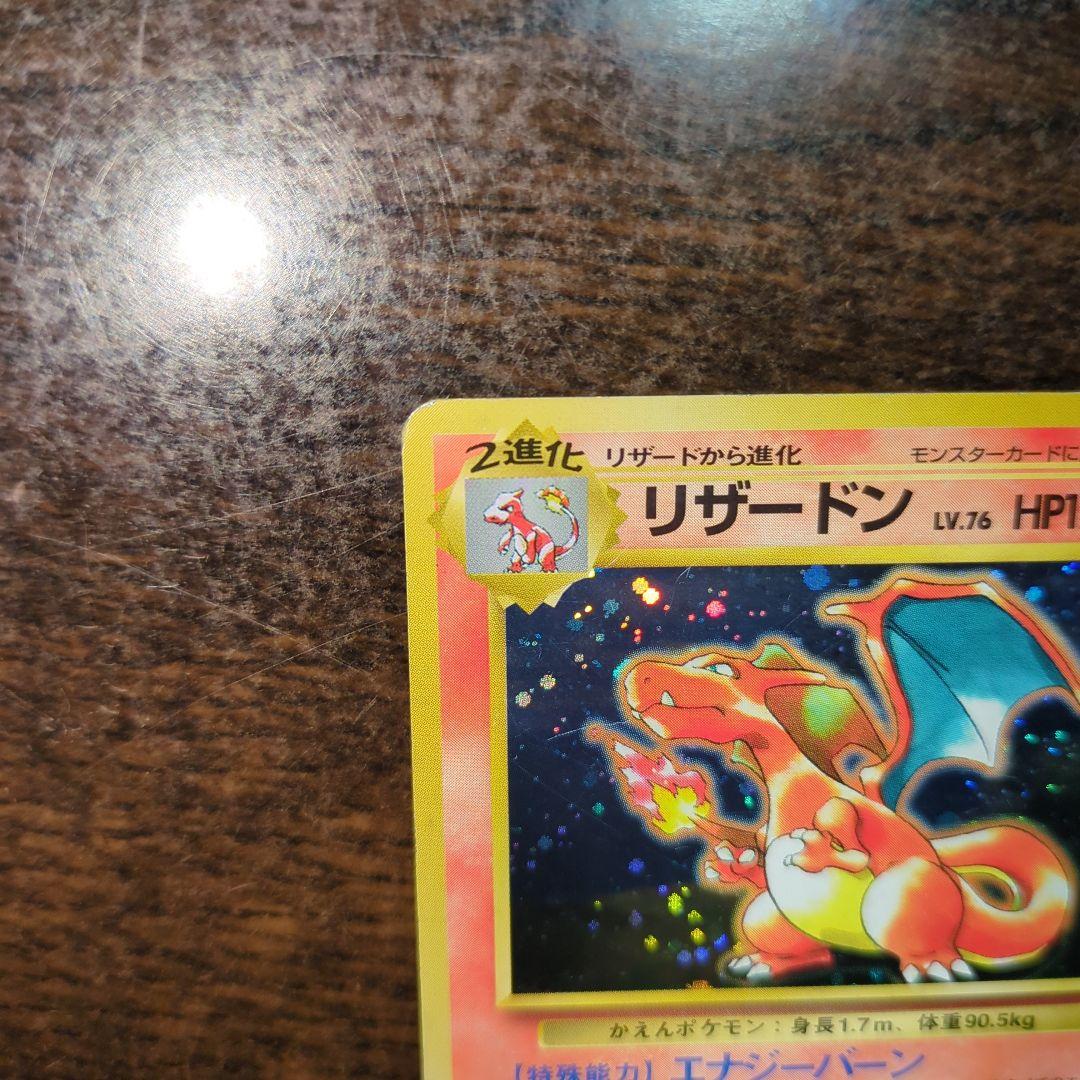 2進化
リザードから進化
モンスターカードに
リザードン LV.76 HP1
かえんポケモン：身長1.7m、体重90.5kg
【特殊能力】エナジーバーン